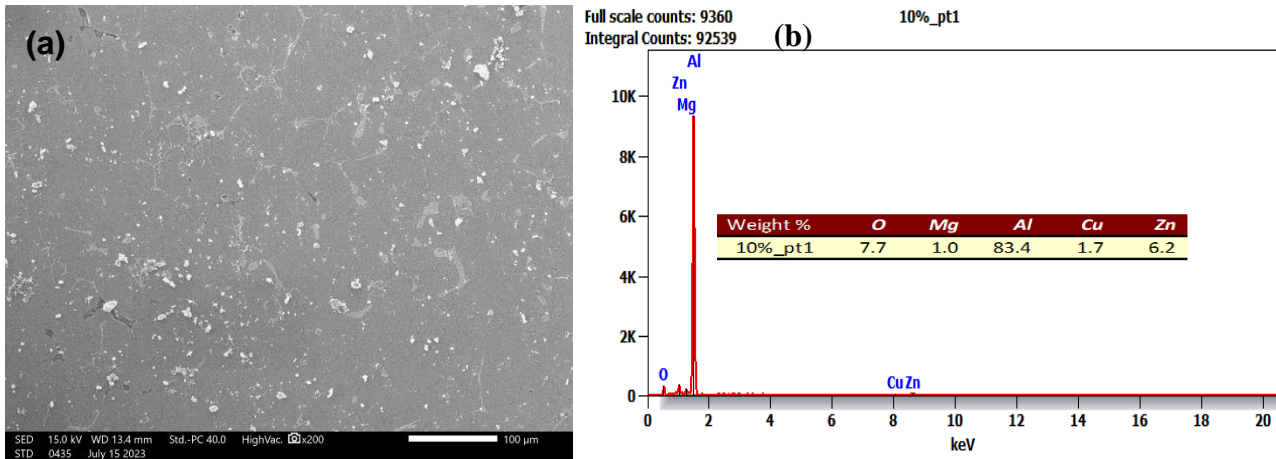 (a)
SED 15.0 kV WD 13.4 mm Std.-PC 40.0 HighVac. x200 100 µm
STD 0435 July 15 2023
Full scale counts: 9360 10%_pt1
Integral Counts: 92539 (b)
Al
Zn
Mg
10K
8K
6K
Weight % O Mg Al Cu Zn
10%_pt1 7.7 1.0 83.4 1.7 6.2
4K
2K
O Cu Zn
0
0 2 4 6 8 10 12 14 16 18 20
keV